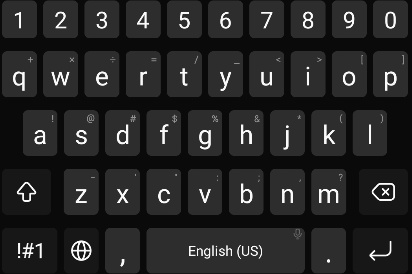 1 2 3 4 5 6 7 8 9 0
+ × ÷ = / _ < > [ ]
q w e r t y u i o p
! @ # $ % & * ( )
a s d f g h j k l
- ' " : ; , ?
z x c v b n m
!#1 , English (US) .